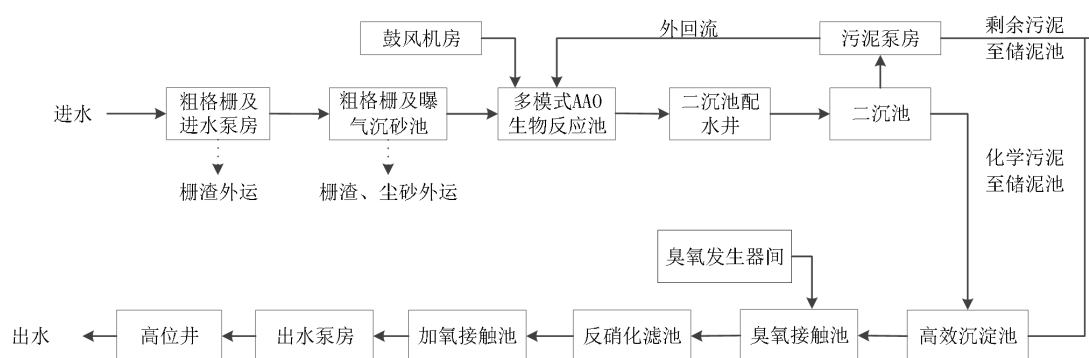 鼓风机房
外回流
污泥泵房
剩余污泥
至储泥池
进水
粗格栅及
进水泵房
粗格栅及曝
气沉砂池
多模式AAO
生物反应池
二沉池配
水井
二沉池
栅渣外运
栅渣、尘砂外运
化学污泥
至储泥池
臭氧发生器间
出水
高位井
出水泵房
加氧接触池
反硝化滤池
臭氧接触池
高效沉淀池